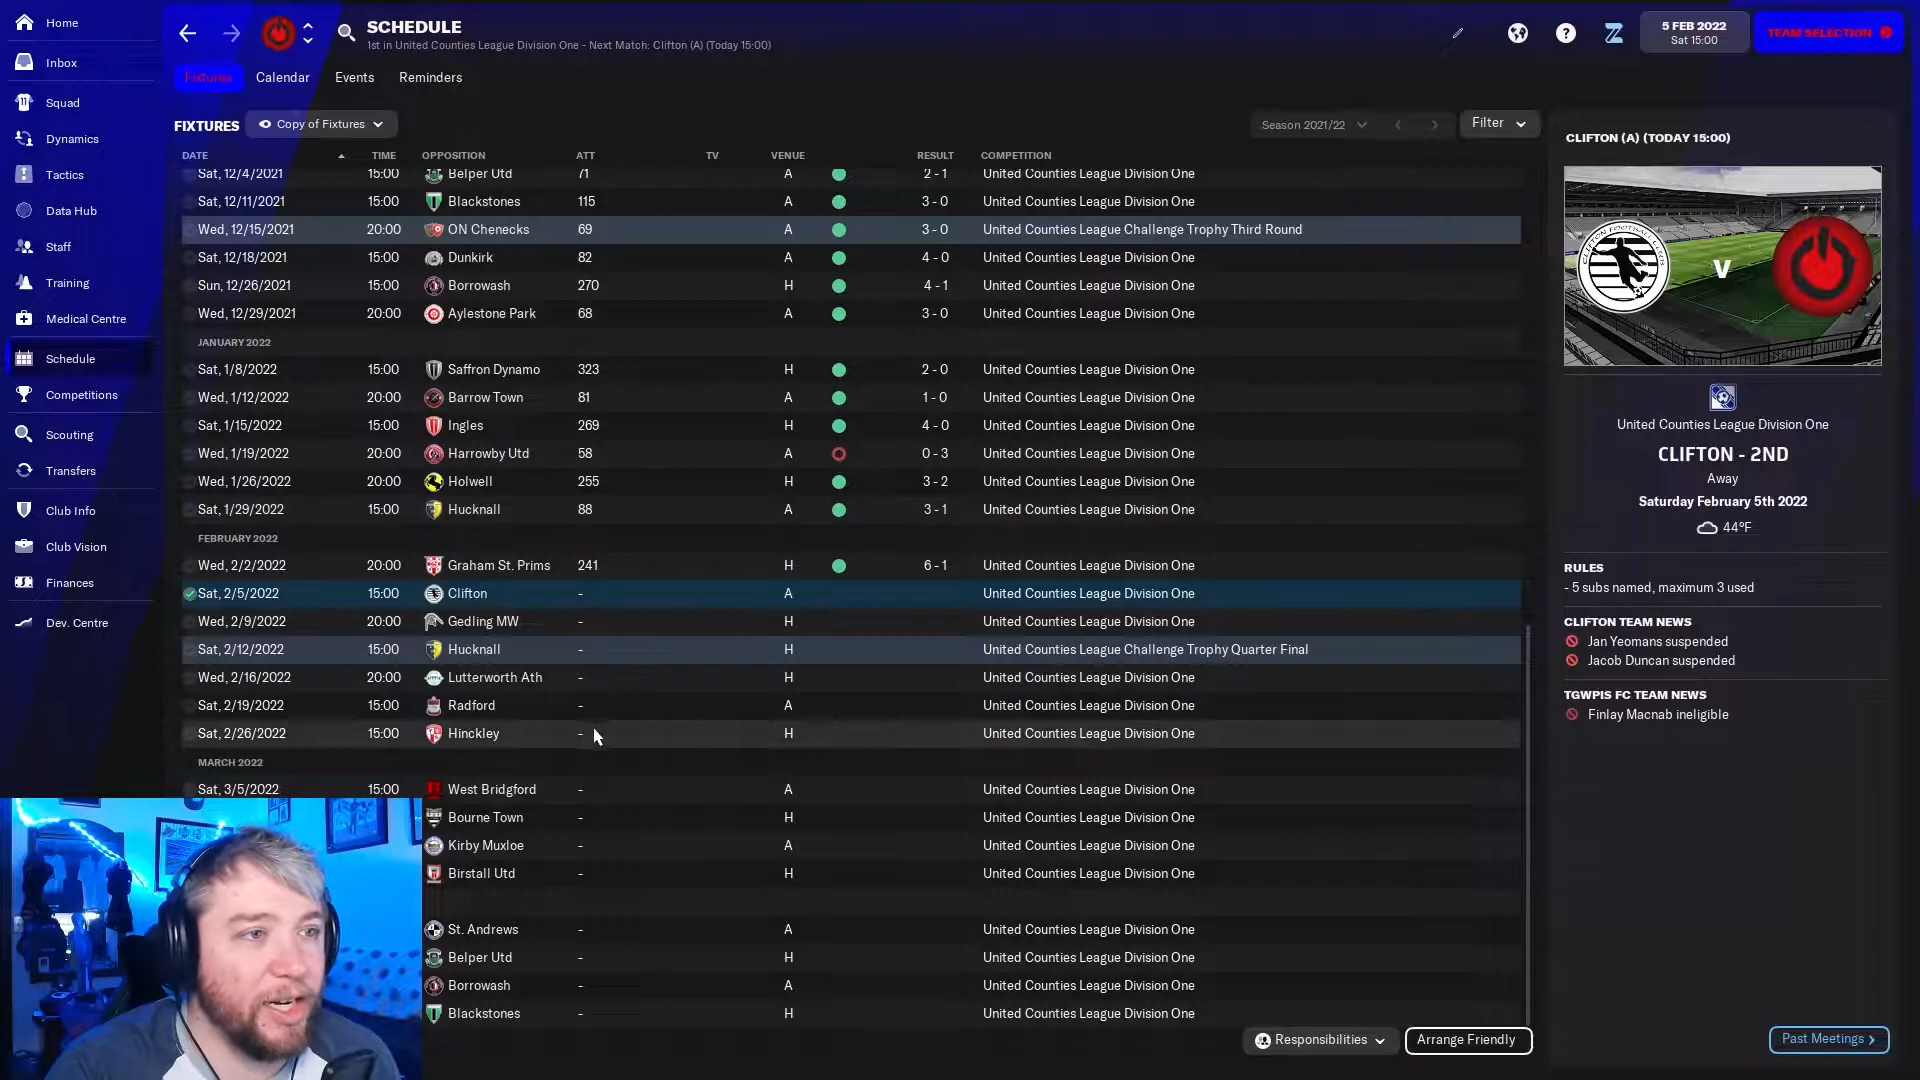 Home
Inbox
Squad
Dynamics
Tactics
Data Hub
Staff
Training
Medical Centre
Schedule
Competitions
Scouting
Transfers
Club Info
Club Vision
Finances
Dev. Centre
SCHEDULE
1st in United Counties League Division One - Next Match: Clifton (A) (Today 15:00)
5 FEB 2022
Sat 15:00
TEAM SELECTION
Fixtures Calendar Events Reminders
FIXTURES Copy of Fixtures Season 2021/22 Filter
DATE TIME OPPOSITION ATT TV VENUE RESULT COMPETITION
Sat, 12/4/2021 15:00 Belper Utd 71 A 2 - 1 United Counties League Division One
Sat, 12/11/2021 15:00 Blackstones 115 A 3 - 0 United Counties League Division One
Wed, 12/15/2021 20:00 ON Chenecks 69 A 3 - 0 United Counties League Challenge Trophy Third Round
Sat, 12/18/2021 15:00 Dunkirk 82 A 4 - 0 United Counties League Division One
Sun, 12/26/2021 15:00 Borrowash 270 H 4 - 1 United Counties League Division One
Wed, 12/29/2021 20:00 Aylestone Park 68 A 3 - 0 United Counties League Division One
JANUARY 2022
Sat, 1/8/2022 15:00 Saffron Dynamo 323 H 2 - 0 United Counties League Division One
Wed, 1/12/2022 20:00 Barrow Town 81 A 1 - 0 United Counties League Division One
Sat, 1/15/2022 15:00 Ingles 269 H 4 - 0 United Counties League Division One
Wed, 1/19/2022 20:00 Harrowby Utd 58 A 0 - 3 United Counties League Division One
Wed, 1/26/2022 20:00 Holwell 255 H 3 - 2 United Counties League Division One
Sat, 1/29/2022 15:00 Hucknall 88 A 3 - 1 United Counties League Division One
FEBRUARY 2022
Wed, 2/2/2022 20:00 Graham St. Prims 241 H 6 - 1 United Counties League Division One
Sat, 2/5/2022 15:00 Clifton - A United Counties League Division One
Wed, 2/9/2022 20:00 Gedling MW - H United Counties League Division One
Sat, 2/12/2022 15:00 Hucknall - H United Counties League Challenge Trophy Quarter Final
Wed, 2/16/2022 20:00 Lutterworth Ath - H United Counties League Division One
Sat, 2/19/2022 15:00 Radford - A United Counties League Division One
Sat, 2/26/2022 15:00 Hinckley - H United Counties League Division One
MARCH 2022
Sat, 3/5/2022 15:00 West Bridgford - A United Counties League Division One
Bourne Town - H United Counties League Division One
Kirby Muxloe - A United Counties League Division One
Birstall Utd - H United Counties League Division One
St. Andrews - A United Counties League Division One
Belper Utd - H United Counties League Division One
Borrowash - A United Counties League Division One
Blackstones - H United Counties League Division One
Responsibilities Arrange Friendly
CLIFTON (A) (TODAY 15:00)
CLIFTON FOOTBALL CLUB
V
United Counties League Division One
CLIFTON - 2ND
Away
Saturday February 5th 2022
44°F
RULES
- 5 subs named, maximum 3 used
CLIFTON TEAM NEWS
Jan Yeomans suspended
Jacob Duncan suspended
TGWPIS FC TEAM NEWS
Finlay Macnab ineligible
Past Meetings